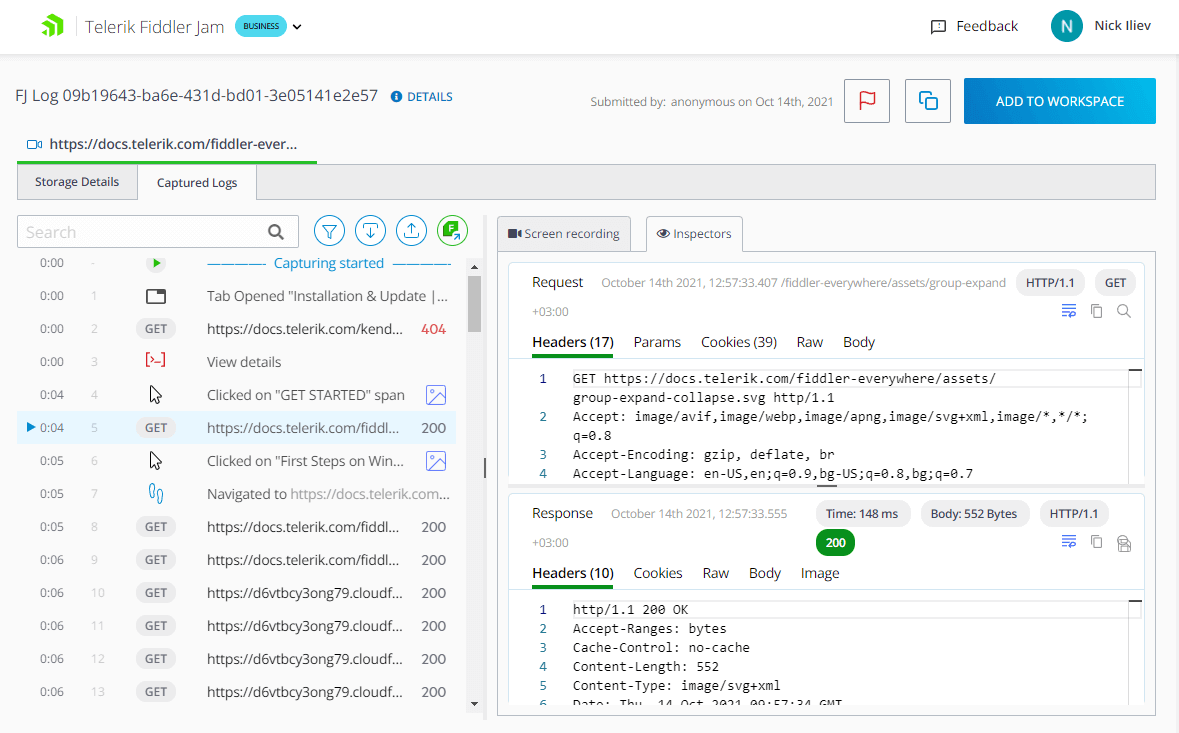 Telerik Fiddler Jam BUSINESS
Feedback N Nick Iliev
FJ Log 09b19643-ba6e-431d-bd01-3e05141e2e57 DETAILS
Submitted by: anonymous on Oct 14th, 2021
ADD TO WORKSPACE
https://docs.telerik.com/fiddler-ever...
Storage Details Captured Logs
Search
0:00 - ————- Capturing started ————-
0:00 1 Tab Opened "Installation & Update |...
0:00 2 GET https://docs.telerik.com/kend... 404
0:00 3 View details
0:04 4 Clicked on "GET STARTED" span
0:04 5 GET https://docs.telerik.com/fiddl... 200
0:05 6 Clicked on "First Steps on Win...
0:05 7 Navigated to https://docs.telerik.com...
0:05 8 GET https://docs.telerik.com/fiddl... 200
0:06 9 GET https://docs.telerik.com/fiddl... 200
0:06 10 GET https://d6vtbcy3ong79.cloudf... 200
0:06 11 GET https://d6vtbcy3ong79.cloudf... 200
0:06 12 GET https://d6vtbcy3ong79.cloudf... 200
0:06 13 GET https://d6vtbcy3ong79.cloudf... 200
Screen recording Inspectors
Request October 14th 2021, 12:57:33.407 /fiddler-everywhere/assets/group-expand HTTP/1.1 GET
+03:00
Headers (17) Params Cookies (39) Raw Body
1 GET https://docs.telerik.com/fiddler-everywhere/assets/
group-expand-collapse.svg http/1.1
2 Accept: image/avif,image/webp,image/apng,image/svg+xml,image/*,*/*;
q=0.8
3 Accept-Encoding: gzip, deflate, br
4 Accept-Language: en-US,en;q=0.9,bg-US;q=0.8,bg;q=0.7
Response October 14th 2021, 12:57:33.555 Time: 148 ms Body: 552 Bytes HTTP/1.1
+03:00 200
Headers (10) Cookies Raw Body Image
1 http/1.1 200 OK
2 Accept-Ranges: bytes
3 Cache-Control: no-cache
4 Content-Length: 552
5 Content-Type: image/svg+xml
6 Date: Thu, 14 Oct 2021 09:57:34 GMT